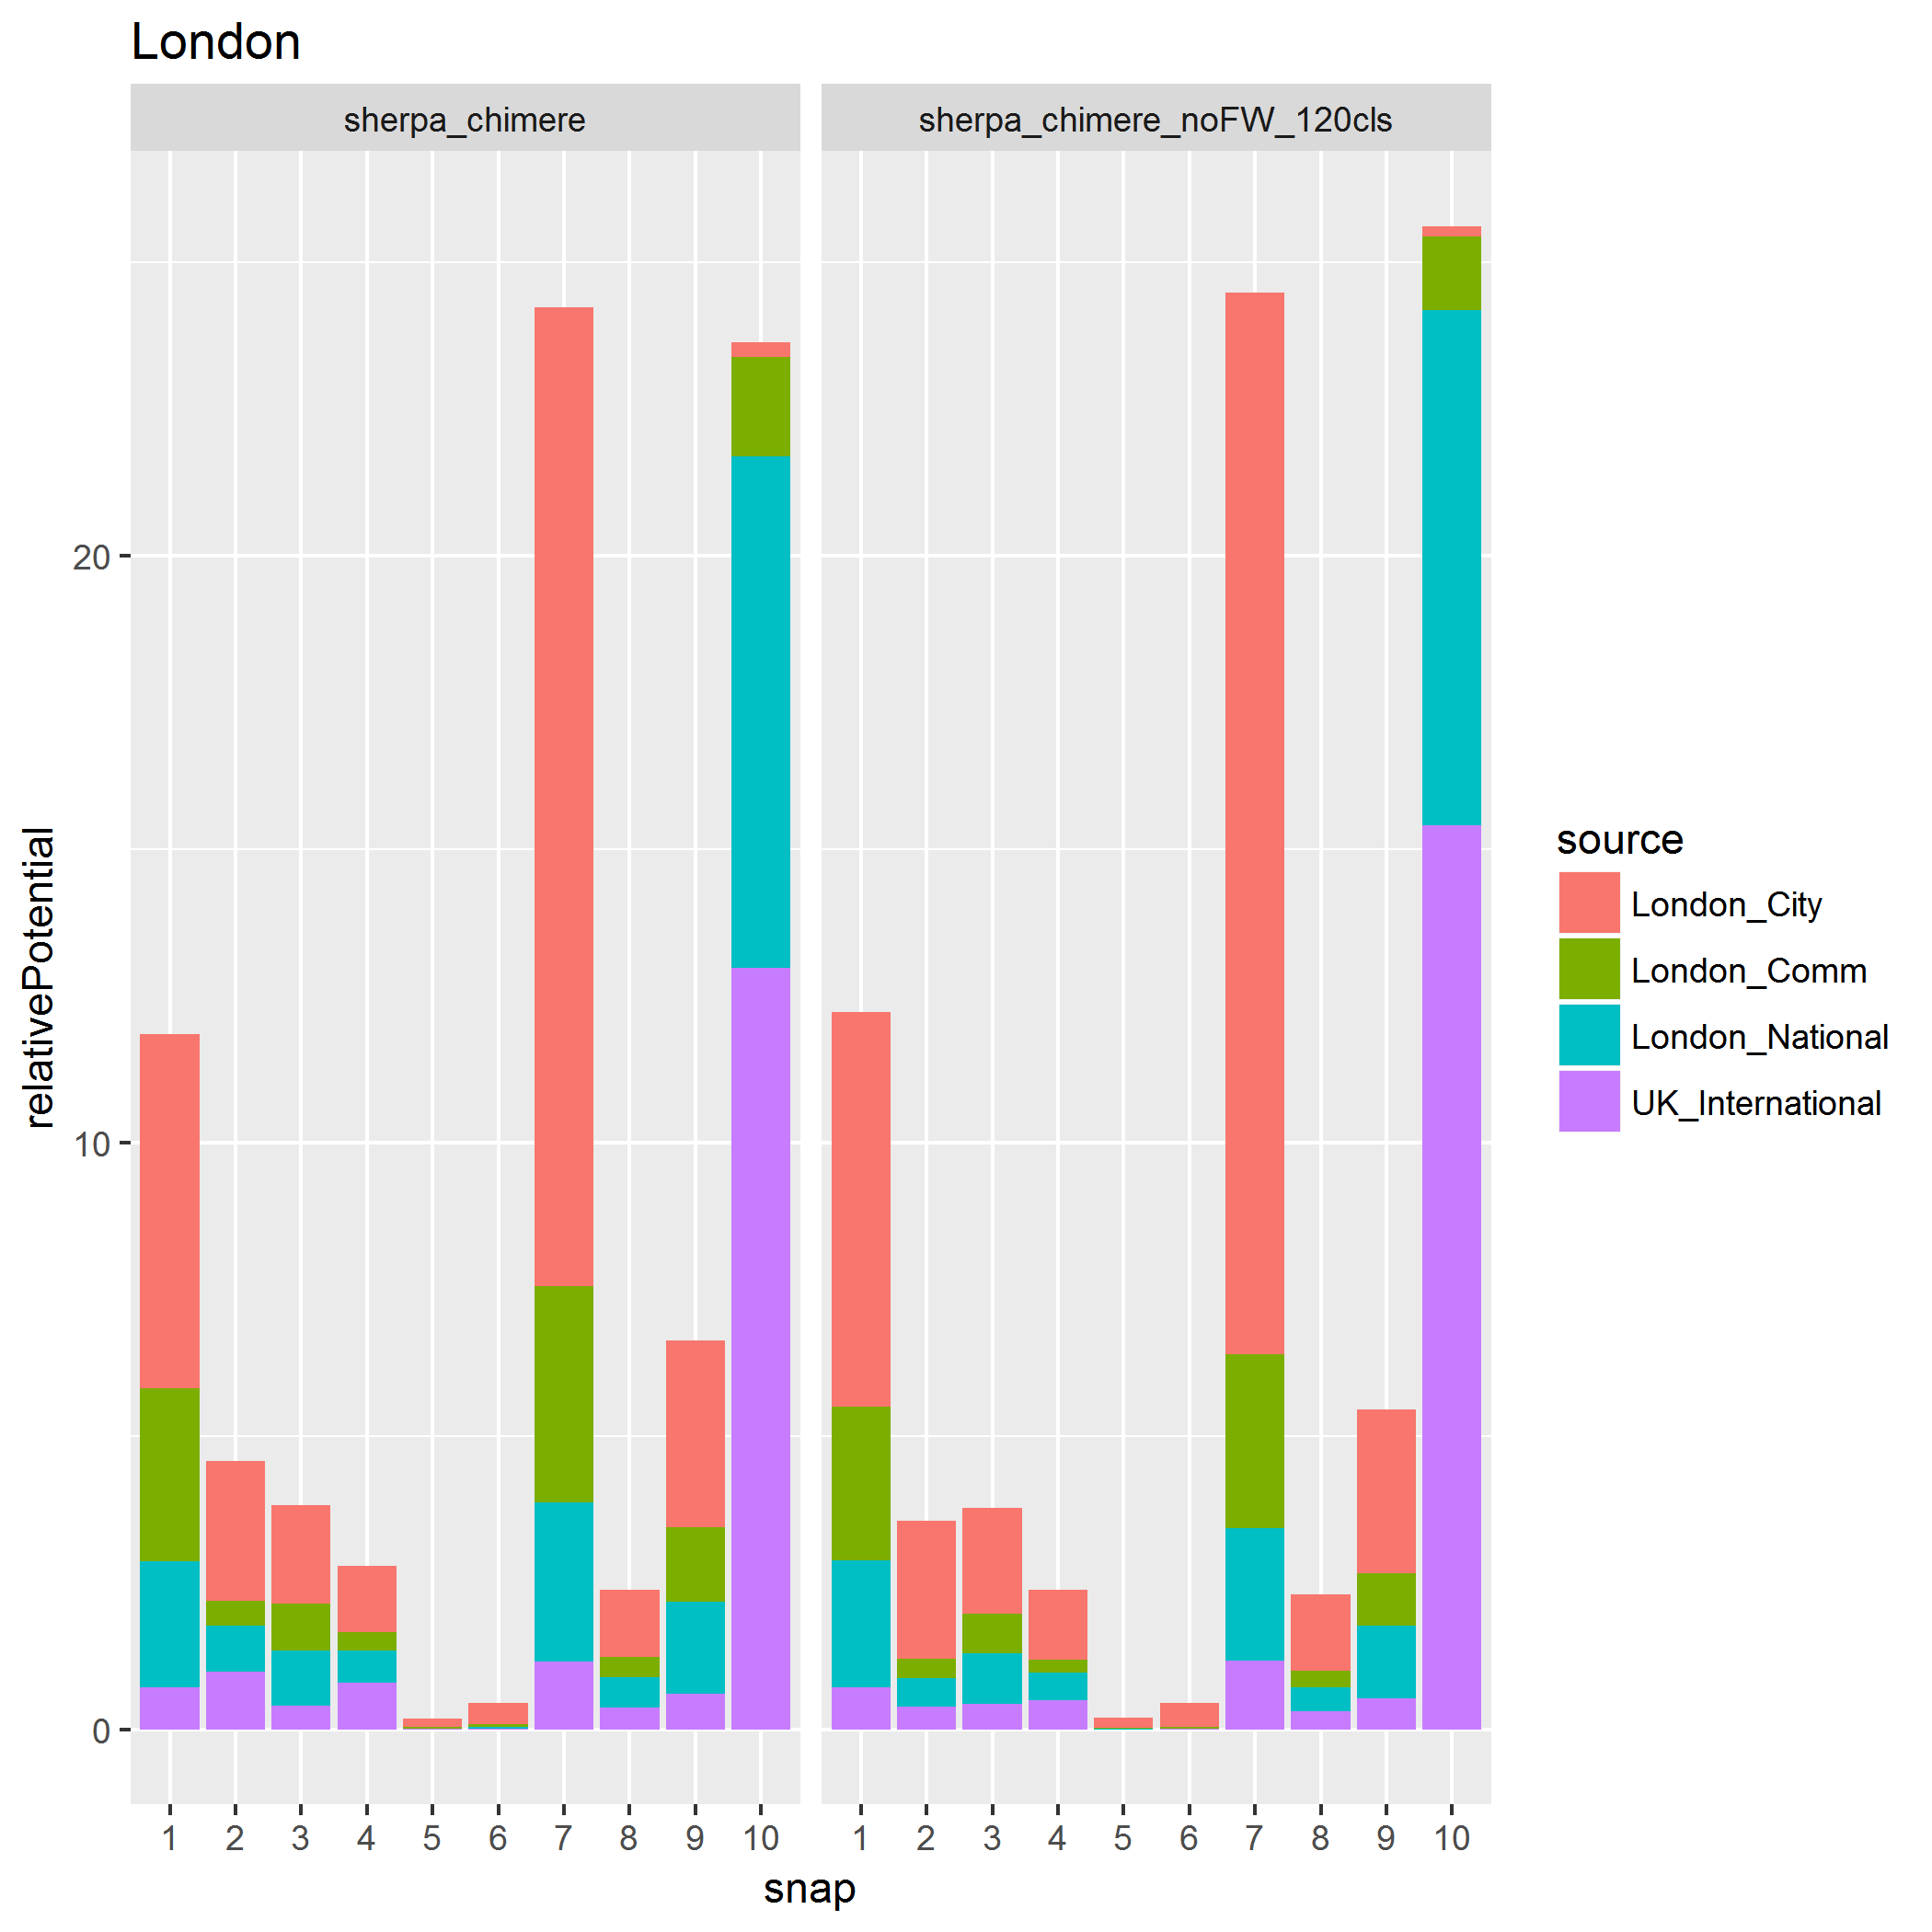 London
sherpa_chimere
sherpa_chimere_noFW_120cls
20
10
0
relativePotential
1 2 3 4 5 6 7 8 9 10
1 2 3 4 5 6 7 8 9 10
snap
source
London_City
London_Comm
London_National
UK_International